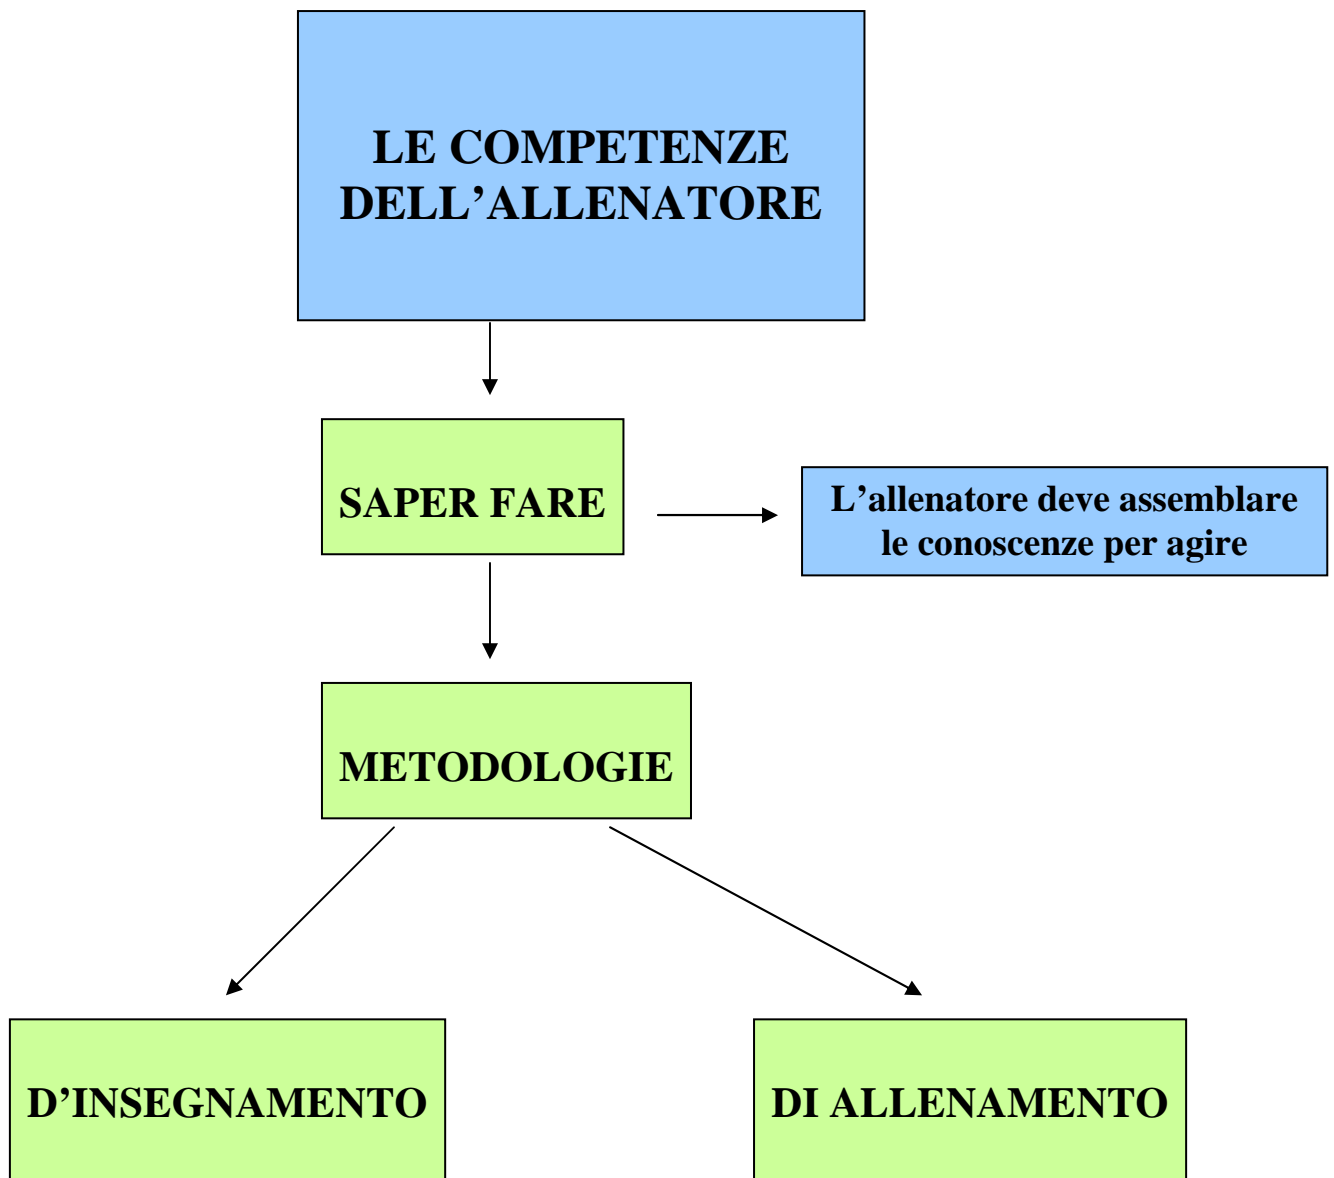 LE COMPETENZE
DELL’ALLENATORE
SAPER FARE
L’allenatore deve assemblare
le conoscenze per agire
METODOLOGIE
D’INSEGNAMENTO
DI ALLENAMENTO